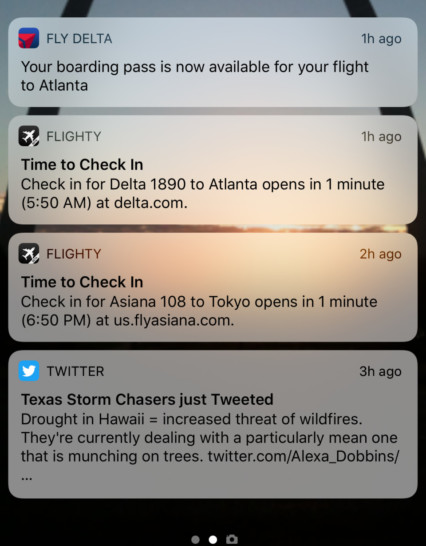 FLY DELTA 1h ago
Your boarding pass is now available for your flight
to Atlanta
FLIGHTY 1h ago
Time to Check In
Check in for Delta 1890 to Atlanta opens in 1 minute
(5:50 AM) at delta.com.
FLIGHTY 2h ago
Time to Check In
Check in for Asiana 108 to Tokyo opens in 1 minute
(6:50 PM) at us.flyasiana.com.
TWITTER 3h ago
Texas Storm Chasers just Tweeted
Drought in Hawaii = increased threat of wildfires.
They're currently dealing with a particularly mean one
that is munching on trees. twitter.com/Alexa_Dobbins/
...